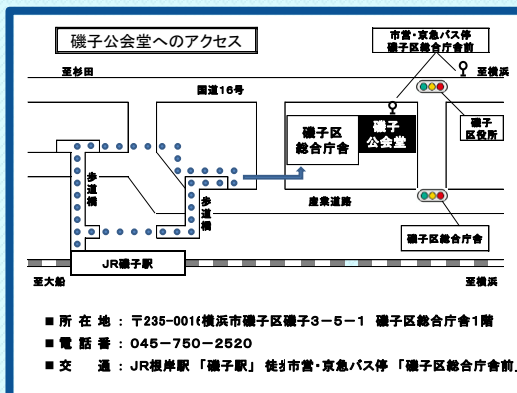 磯子公会堂へのアクセス
市営・京急バス停
磯子区総合庁舎前
至杉田
至横浜
国道16号
磯子区
総合庁舎
磯子
公会堂
磯子
区役所
歩道橋
歩道橋
産業道路
磯子区総合庁舎
JR磯子駅
至大船
至横浜
■ 所 在 地 : 〒235-0016横浜市磯子区磯子3-5-1 磯子区総合庁舎1階
■ 電 話 番 : 045-750-2520
■ 交 通 : JR根岸駅 「磯子駅」 徒歩市営・京急バス停 「磯子区総合庁舎前」